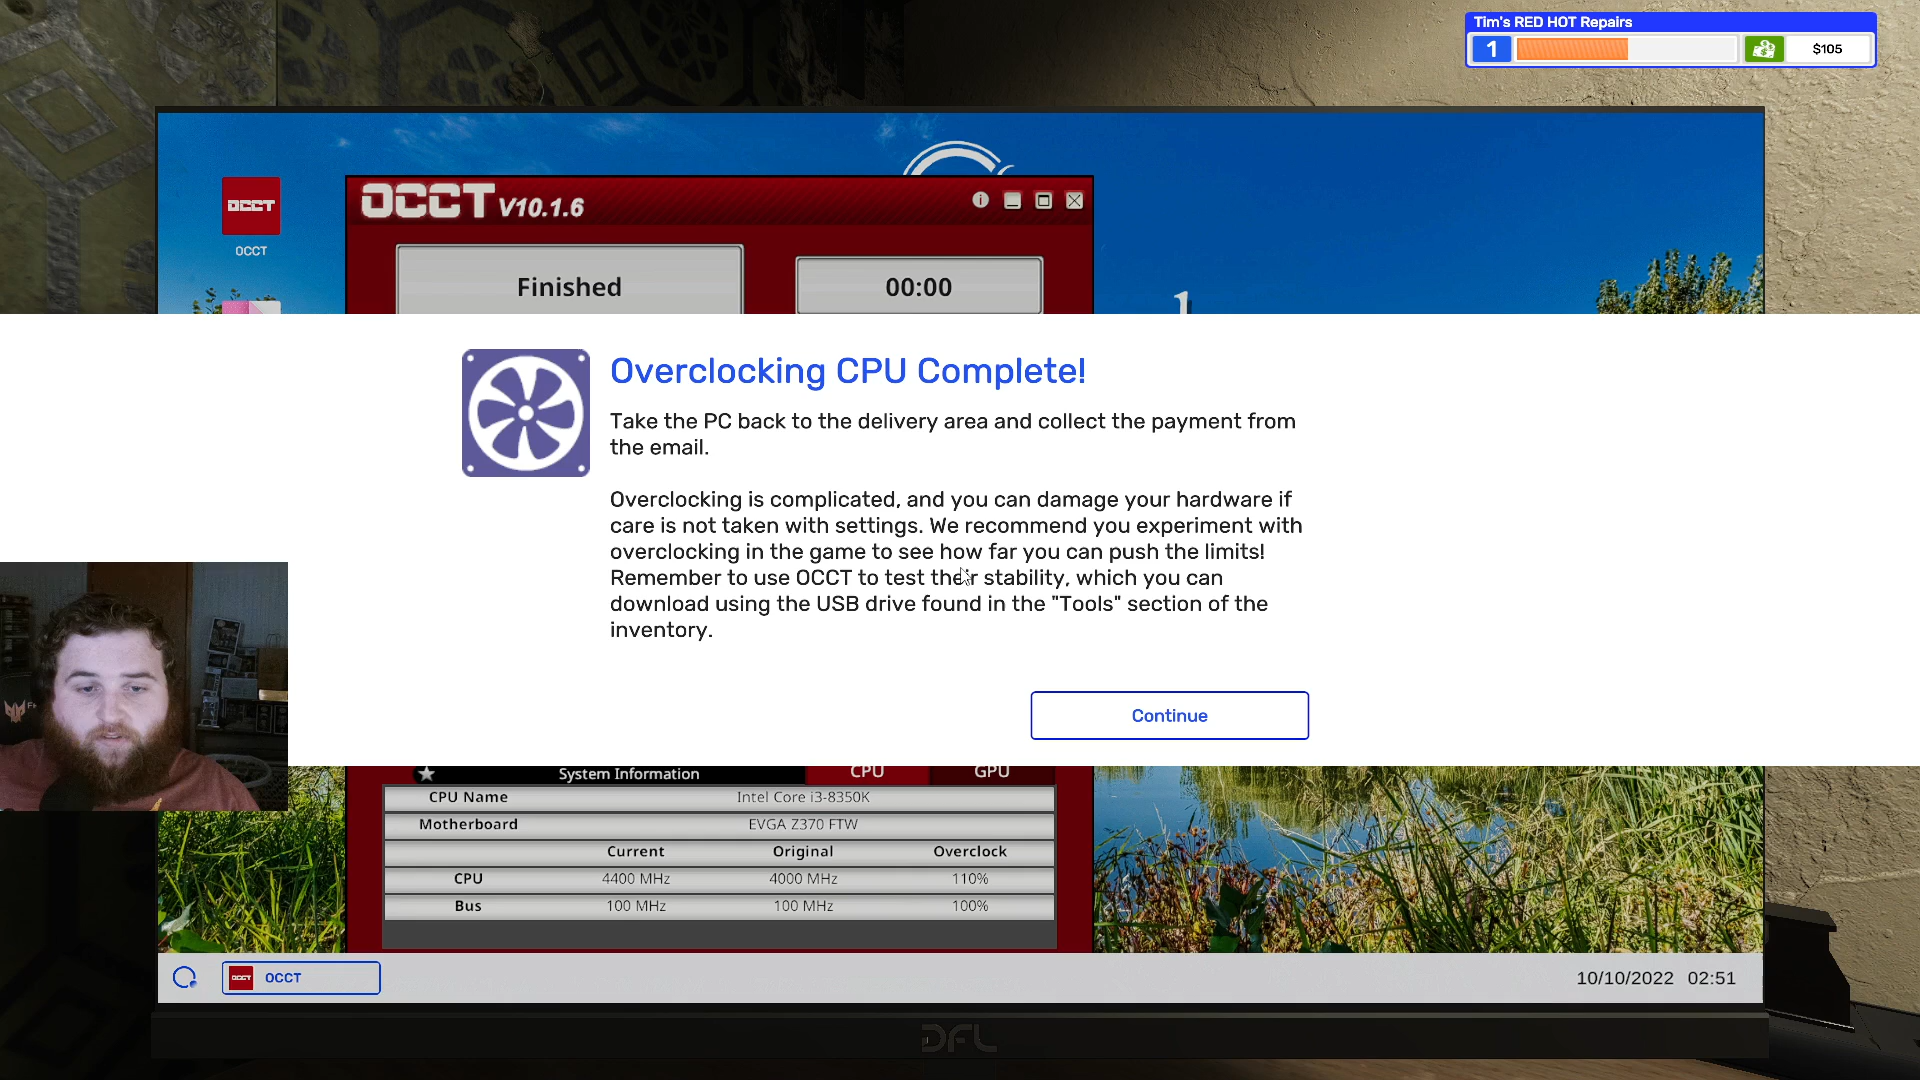 Tim's RED HOT Repairs
1
$105
OCCT V10.1.6
OCCT
OCCT
Finished
00:00
Overclocking CPU Complete!
Take the PC back to the delivery area and collect the payment from
the email.
Overclocking is complicated, and you can damage your hardware if
care is not taken with settings. We recommend you experiment with
overclocking in the game to see how far you can push the limits!
Remember to use OCCT to test their stability, which you can
download using the USB drive found in the "Tools" section of the
inventory.
Continue
System Information CPU GPU
CPU Name Intel Core i3-8350K
Motherboard EVGA Z370 FTW
Current Original Overclock
CPU 4400 MHz 4000 MHz 110%
Bus 100 MHz 100 MHz 100%
OCCT OCCT
10/10/2022 02:51
DFL